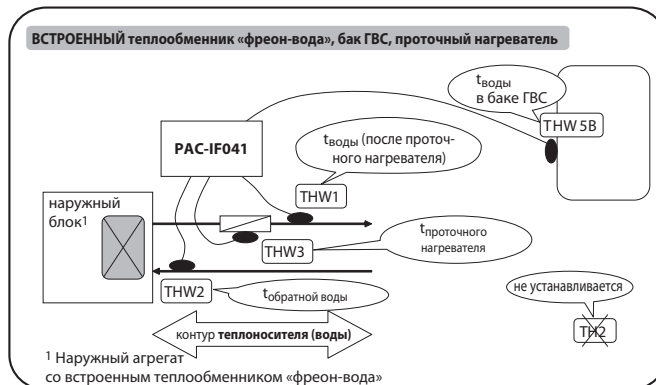 ВСТРОЕННЫЙ теплообменник «фреон-вода», бак ГВС, проточный нагреватель
tводы
в баке ГВС
THW 5B
PAC-IF041
tводы (после проточ-
ного нагревателя)
THW1
наружный
блок1
THW3
tпроточного
нагревателя
THW2
tобратной воды
не устанавливается
TH2
контур теплоносителя (воды)
1 Наружный агрегат
со встроенным теплообменником «фреон-вода»